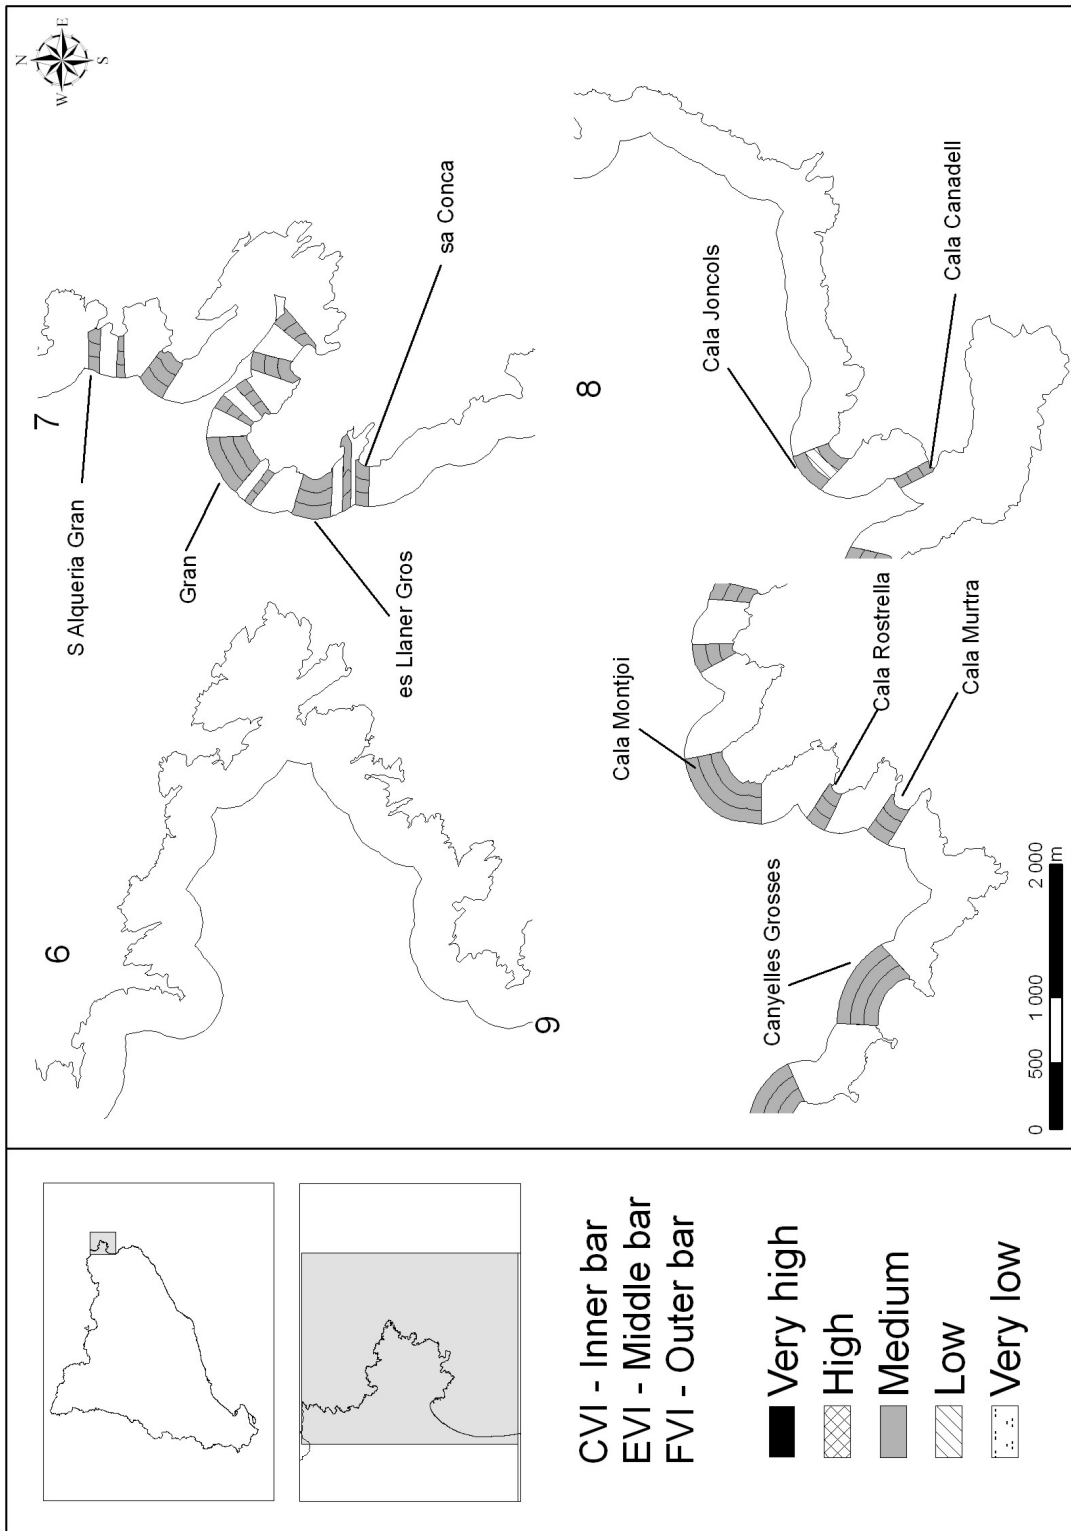 N
E
S
W
6
7
S Alqueria Gran
Gran
es Llaner Gros
sa Conca
9
8
Cala Montjoi
Canyelles Grosses
Cala Rostrella
Cala Murtra
Cala Joncols
Cala Canadell
0 500 1 000 2 000
m
CVI - Inner bar
EVI - Middle bar
FVI - Outer bar
Very high
High
Medium
Low
Very low